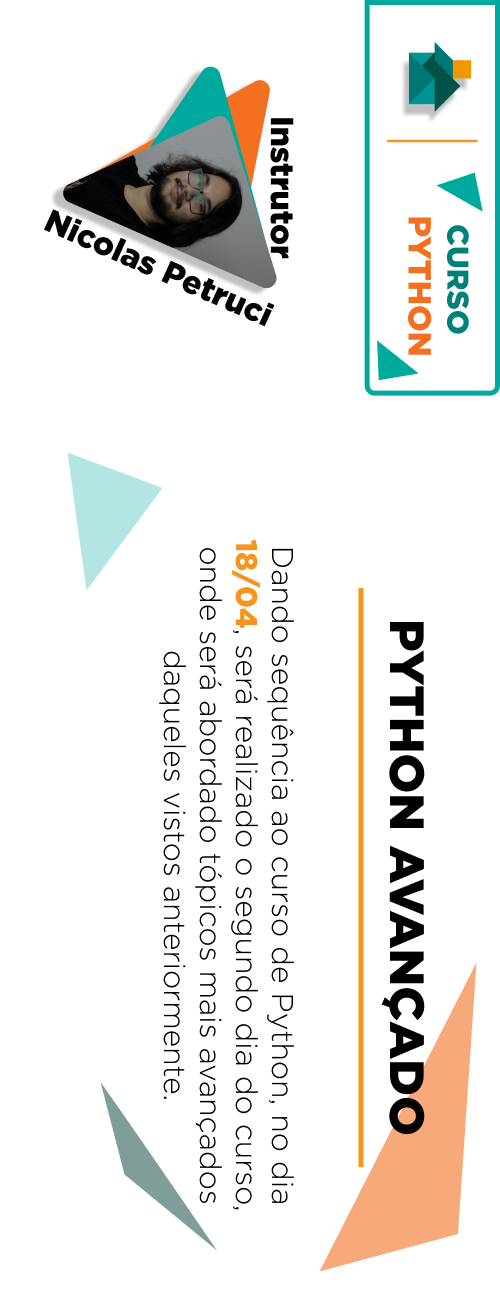 CURSO
PYTHON
Instrutor
Nicolas Petruci
PYTHON AVANÇADO
Dando sequência ao curso de Python, no dia
18/04, será realizado o segundo dia do curso,
onde será abordado tópicos mais avançados
daqueles vistos anteriormente.